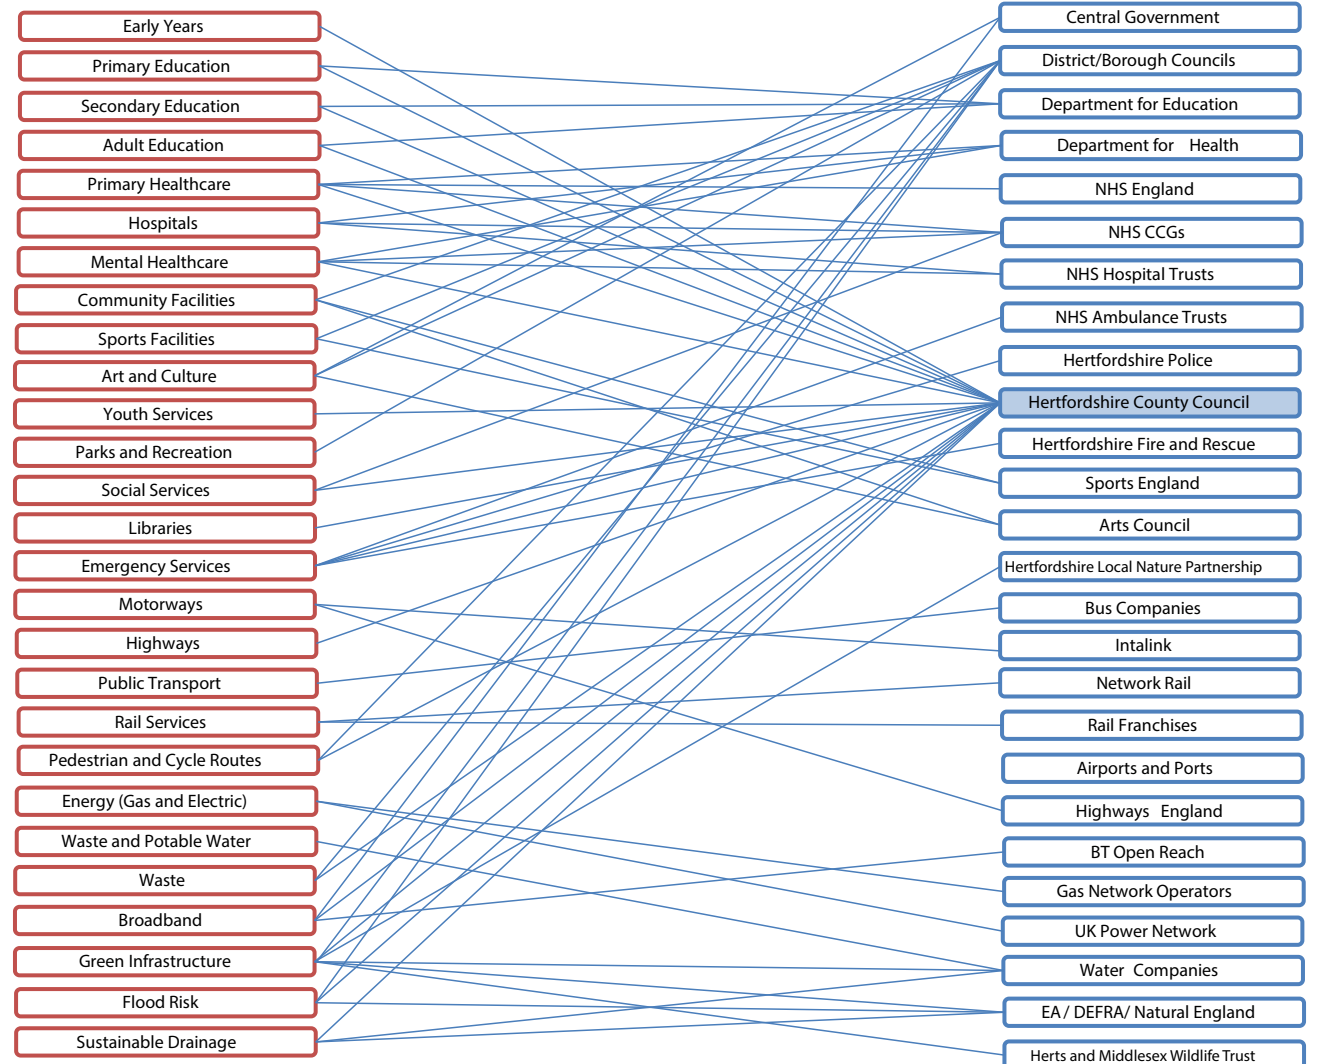 Early Years
Primary Education
Secondary Education
Adult Education
Primary Healthcare
Hospitals
Mental Healthcare
Community Facilities
Sports Facilities
Art and Culture
Youth Services
Parks and Recreation
Social Services
Libraries
Emergency Services
Motorways
Highways
Public Transport
Rail Services
Pedestrian and Cycle Routes
Energy (Gas and Electric)
Waste and Potable Water
Waste
Broadband
Green Infrastructure
Flood Risk
Sustainable Drainage
Central Government
District/Borough Councils
Department for Education
Department for Health
NHS England
NHS CCGs
NHS Hospital Trusts
NHS Ambulance Trusts
Hertfordshire Police
Hertfordshire County Council
Hertfordshire Fire and Rescue
Sports England
Arts Council
Hertfordshire Local Nature Partnership
Bus Companies
Intalink
Network Rail
Rail Franchises
Airports and Ports
Highways England
BT Open Reach
Gas Network Operators
UK Power Network
Water Companies
EA / DEFRA/ Natural England
Herts and Middlesex Wildlife Trust